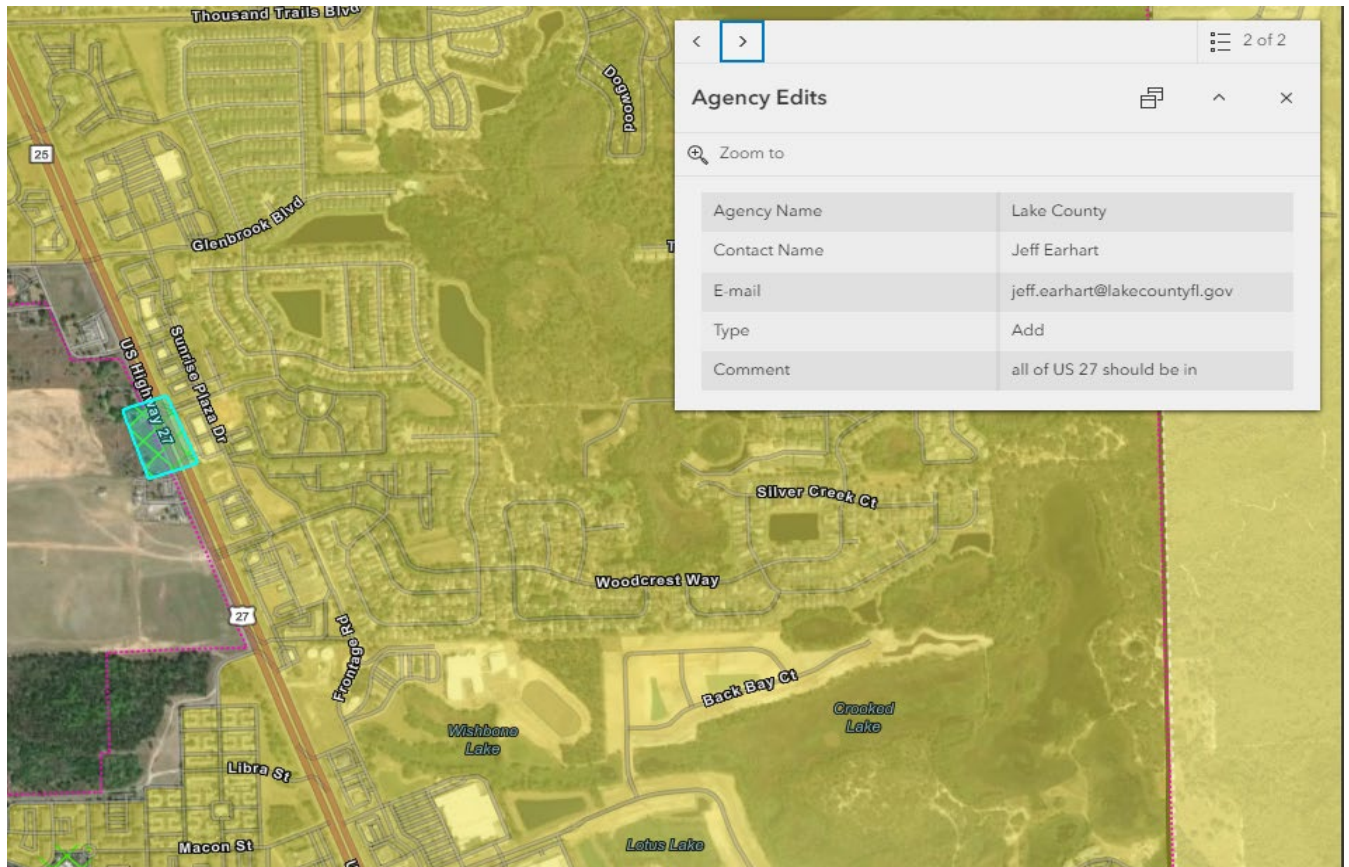 Thousand Trails Blvd
2 of 2
Agency Edits
Zoom to
Agency Name Lake County
Contact Name Jeff Earhart
E-mail jeff.earhart@lakecountyfl.gov
Type Add
Comment all of US 27 should be in
Dogwood
25
Glenbrook Blvd
T
US Highway 27
Sunrise Plaza Dr
Silver Creek Ct
Woodcrest Way
27
Frontage Rd
Back Bay Ct
Crooked
Lake
Wishbone
Lake
Libra St
Macon St
Lotus Lake
U